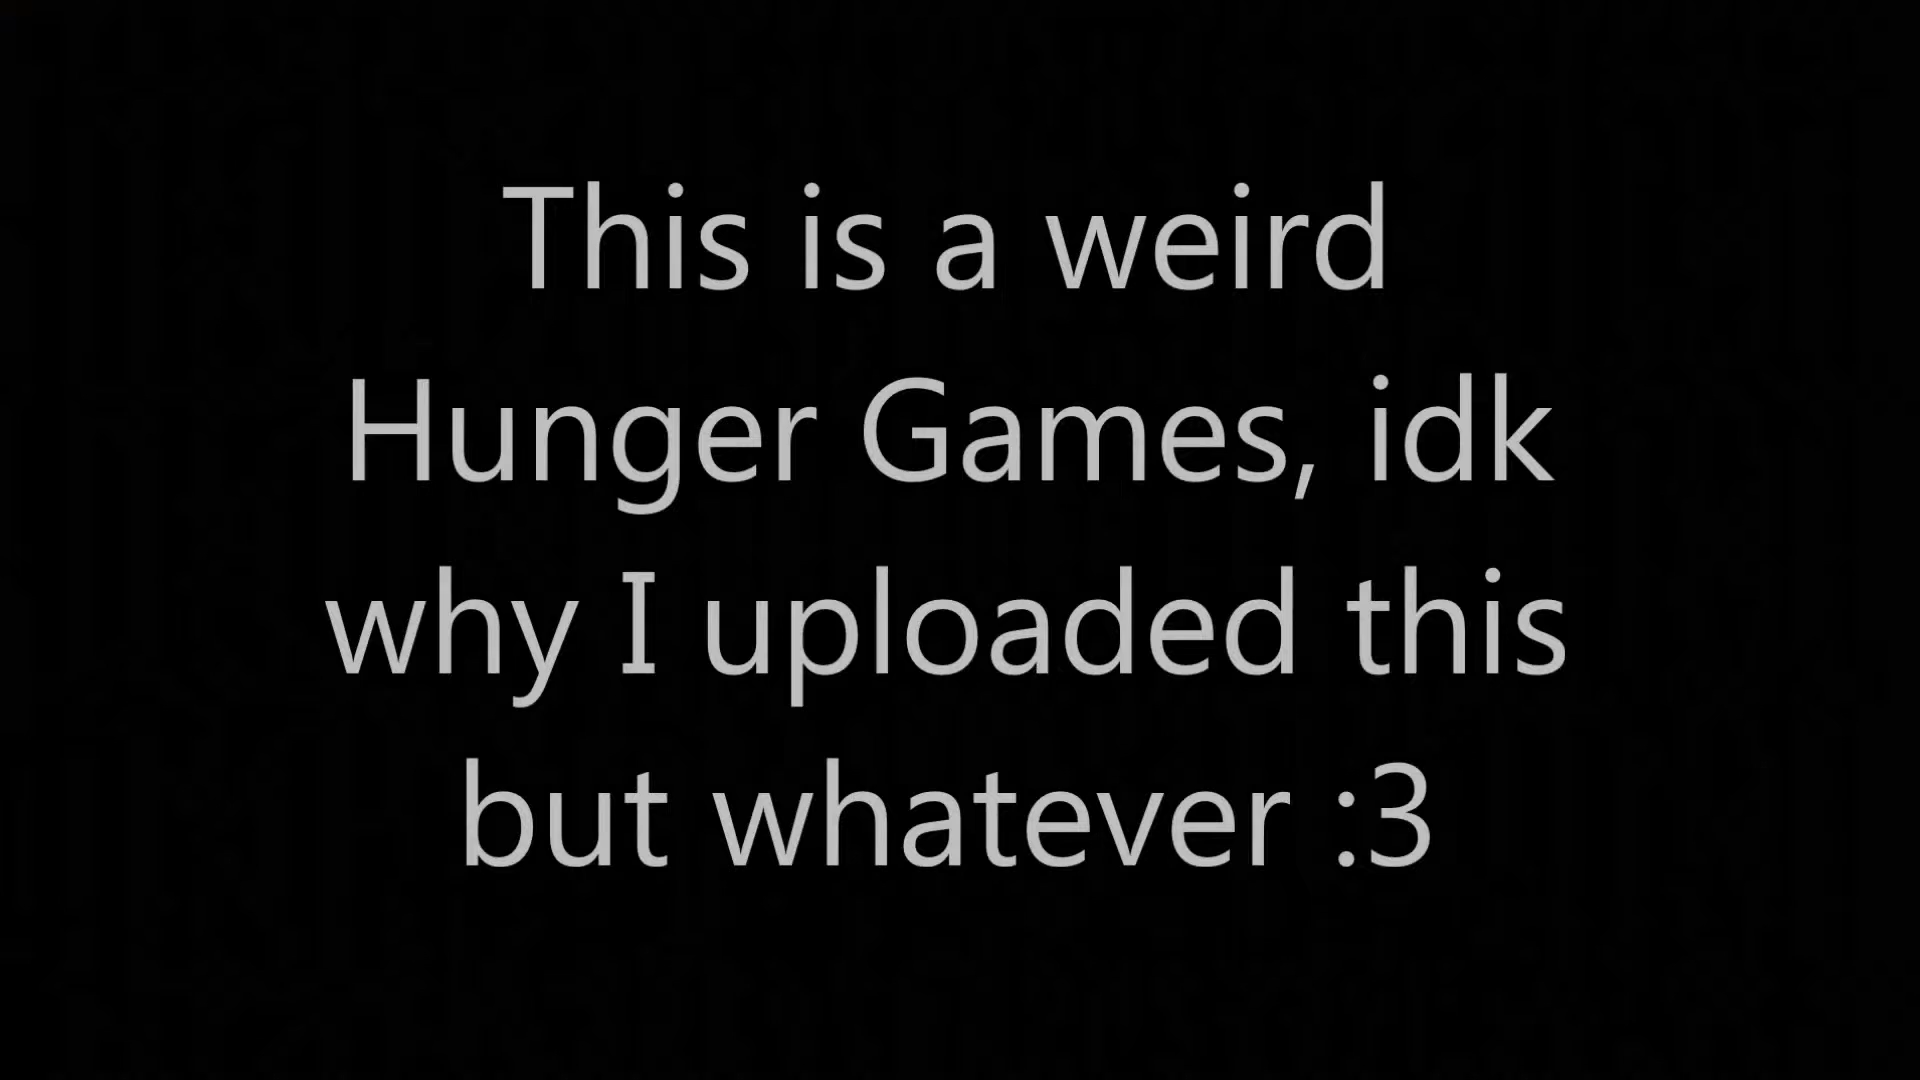 This is a weird
Hunger Games, idk
why I uploaded this
but whatever :3